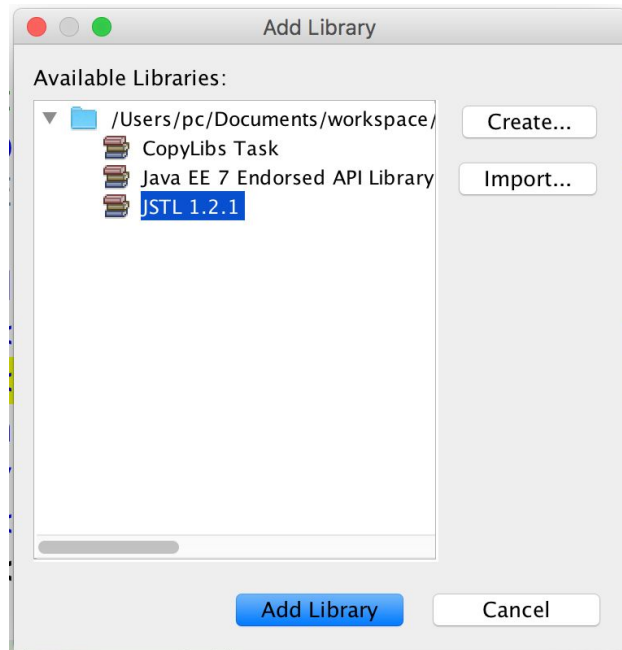 Add Library
Available Libraries:
/Users/pc/Documents/workspace/
Create...
CopyLibs Task
Java EE 7 Endorsed API Library
Import...
JSTL 1.2.1
Add Library
Cancel